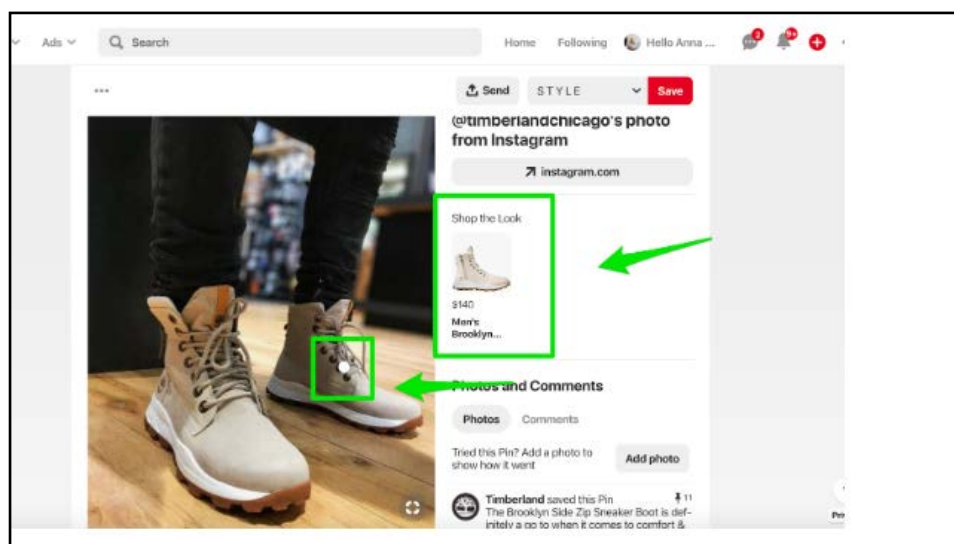 Ads
Search
Home Following Hello Anna ...
2
9+
Send
STYLE
Save
@timberlandchicago's photo
from Instagram
instagram.com
Shop the Look
$140
Men's
Brooklyn...
Photos and Comments
Photos Comments
Tried this Pin? Add a photo to
show how it went
Add photo
Timberland saved this Pin
11
The Brooklyn Side Zip Sneaker Boot is def-
initely a go to when it comes to comfort &